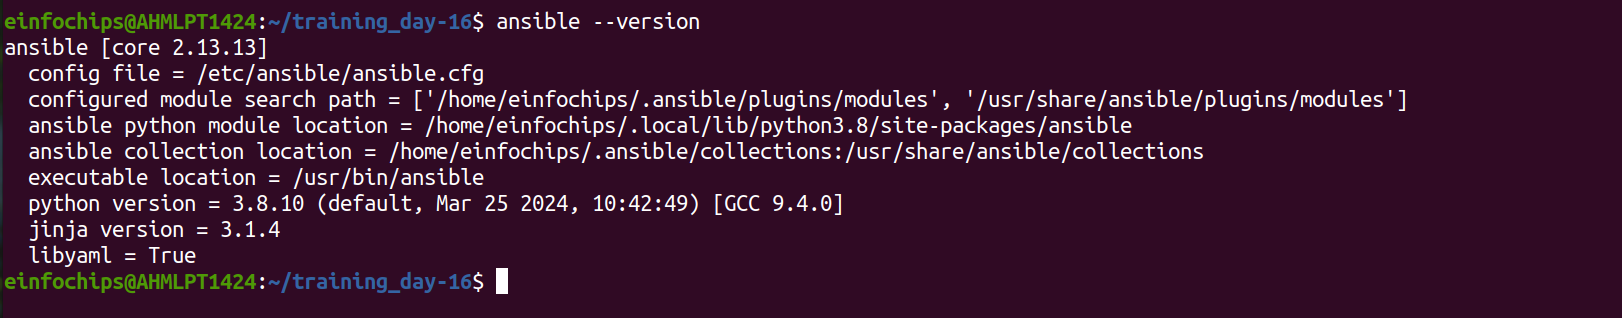 einfochips@AHMLPT1424:~/training_day-16$ ansible --version
ansible [core 2.13.13]
  config file = /etc/ansible/ansible.cfg
  configured module search path = ['/home/einfochips/.ansible/plugins/modules', '/usr/share/ansible/plugins/modules']
  ansible python module location = /home/einfochips/.local/lib/python3.8/site-packages/ansible
  ansible collection location = /home/einfochips/.ansible/collections:/usr/share/ansible/collections
  executable location = /usr/bin/ansible
  python version = 3.8.10 (default, Mar 25 2024, 10:42:49) [GCC 9.4.0]
  jinja version = 3.1.4
  libyaml = True
einfochips@AHMLPT1424:~/training_day-16$